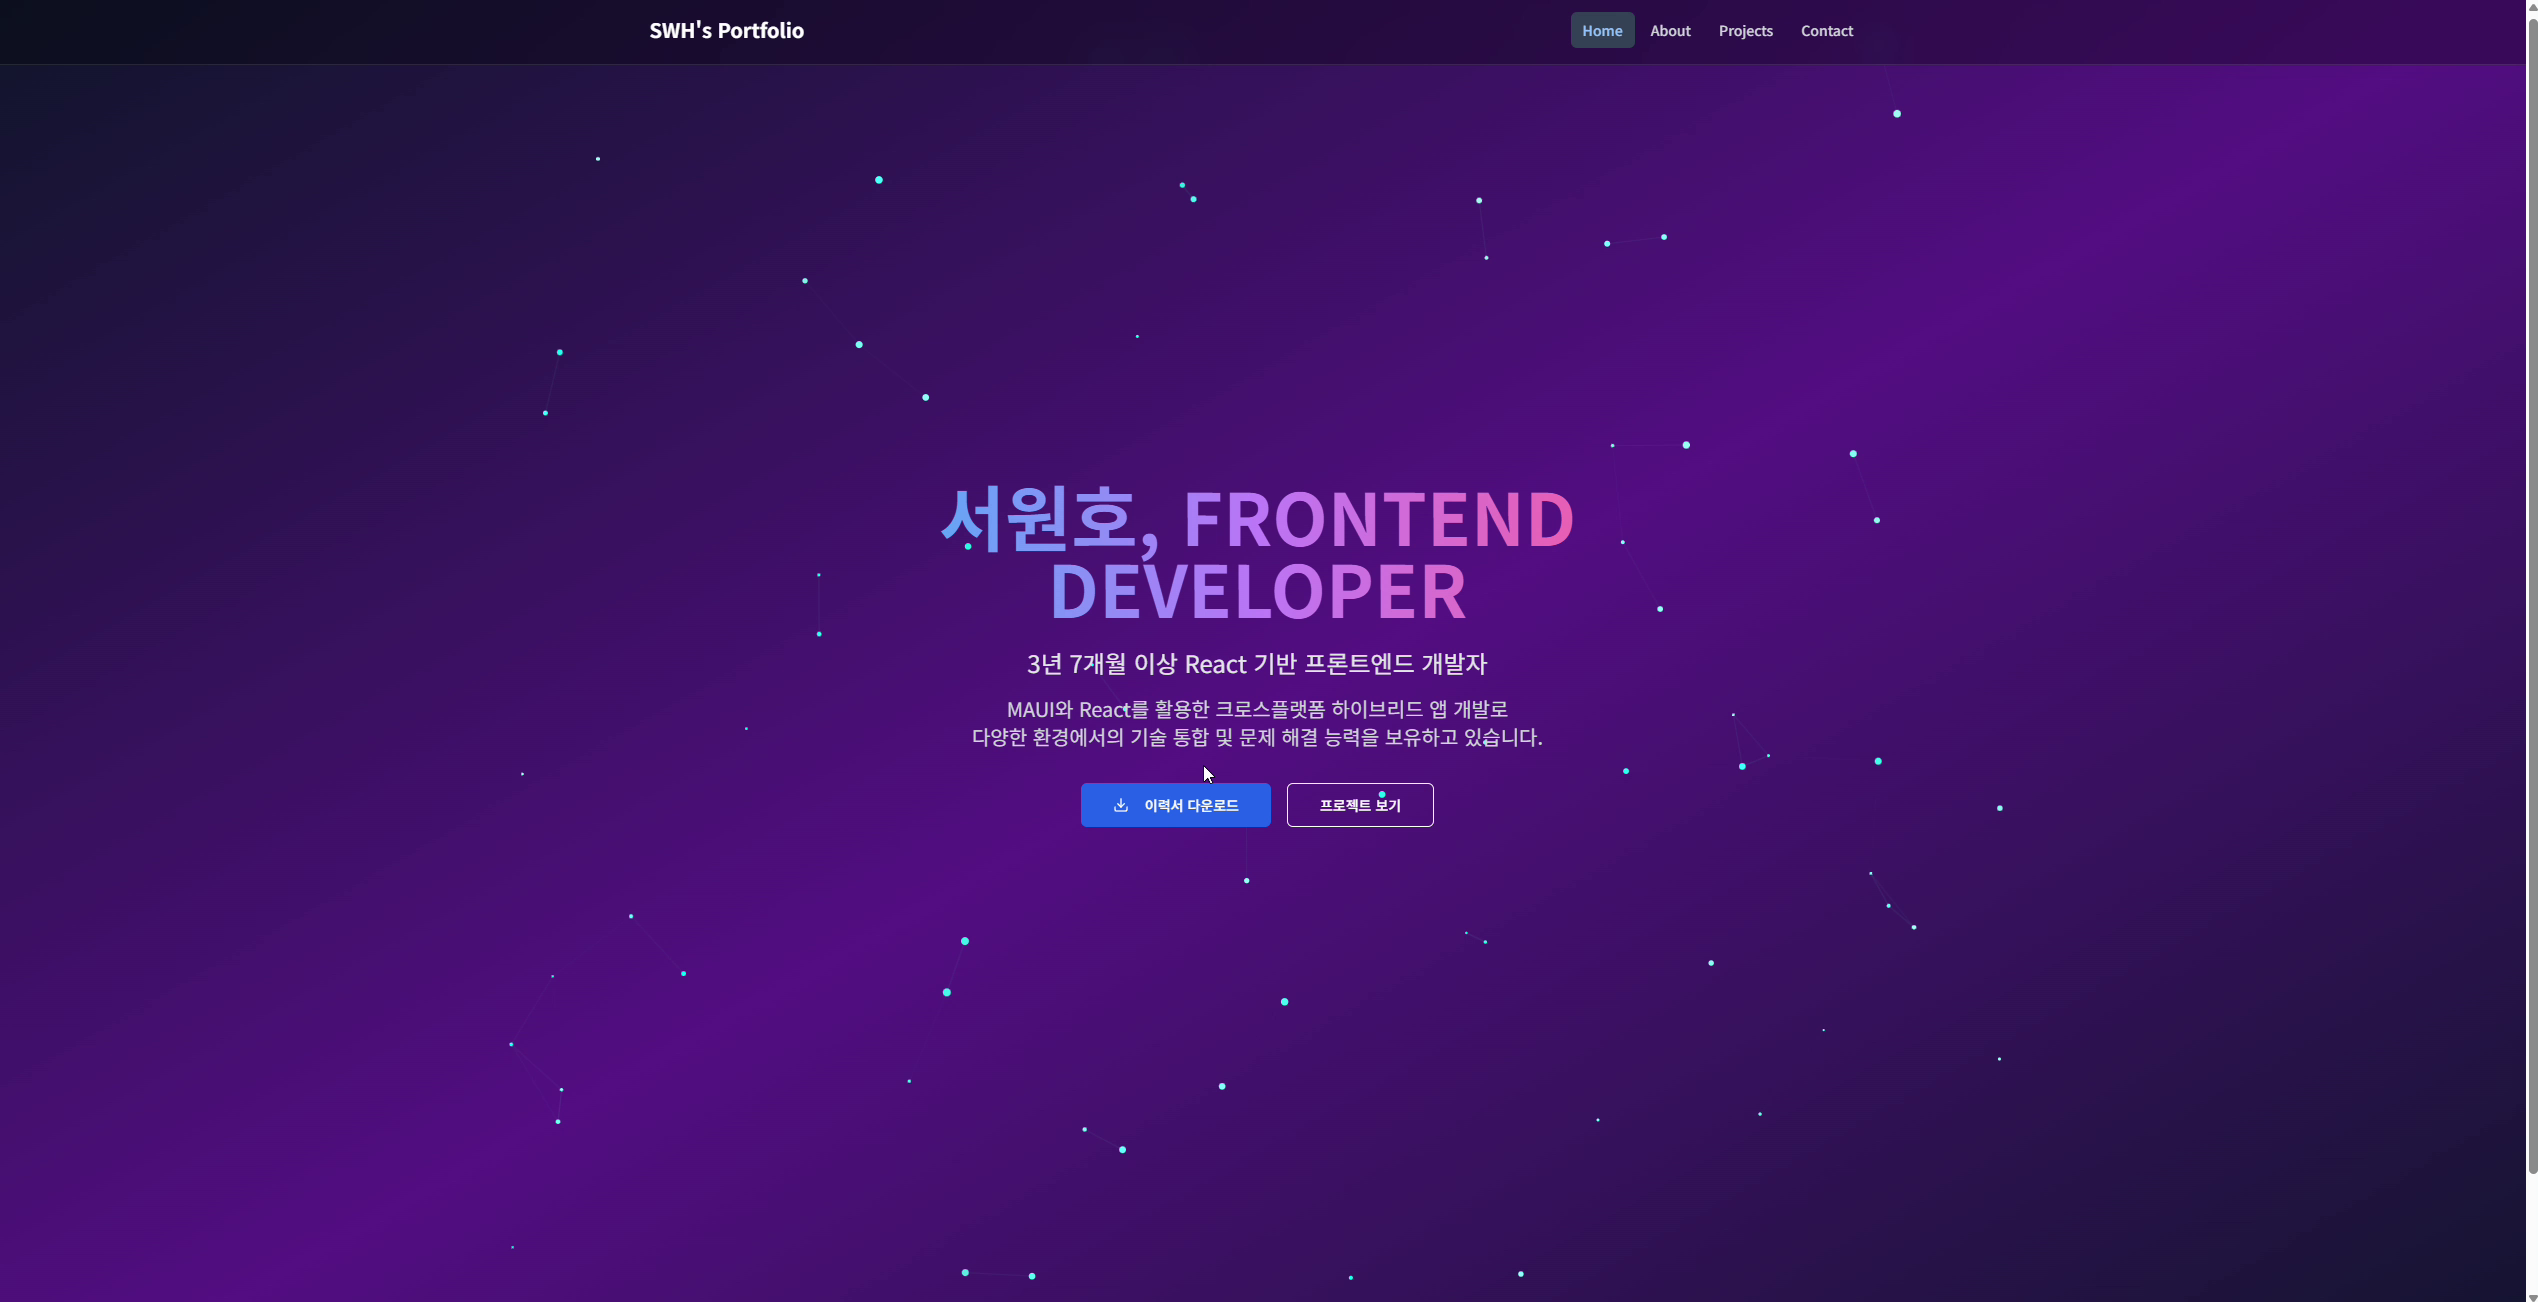 SWH's Portfolio
Home About Projects Contact
서원호, FRONTEND
DEVELOPER
3년 7개월 이상 React 기반 프론트엔드 개발자
MAUI와 React를 활용한 크로스플랫폼 하이브리드 앱 개발로
다양한 환경에서의 기술 통합 및 문제 해결 능력을 보유하고 있습니다.
이력서 다운로드
프로젝트 보기